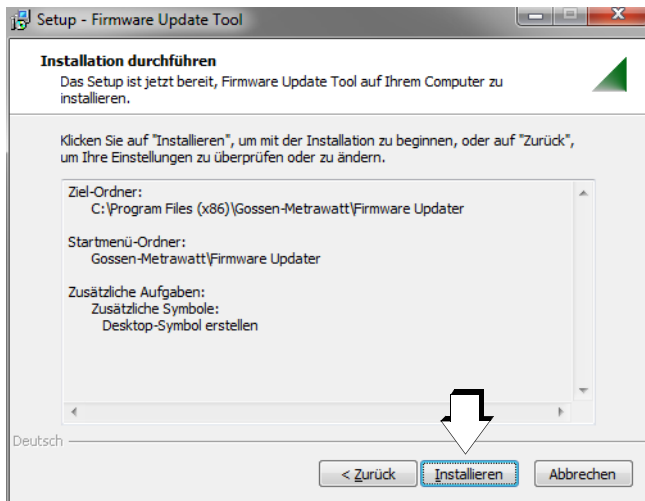 Setup - Firmware Update Tool
Installation durchführen
Das Setup ist jetzt bereit, Firmware Update Tool auf Ihrem Computer zu
installieren.
Klicken Sie auf "Installieren", um mit der Installation zu beginnen, oder auf "Zurück",
um Ihre Einstellungen zu überprüfen oder zu ändern.
Ziel-Ordner:
C:\Program Files (x86)\Gossen-Metrawatt\Firmware Updater
Startmenü-Ordner:
Gossen-Metrawatt\Firmware Updater
Zusätzliche Aufgaben:
Zusätzliche Symbole:
Desktop-Symbol erstellen
Deutsch
< Zurück Installieren Abbrechen